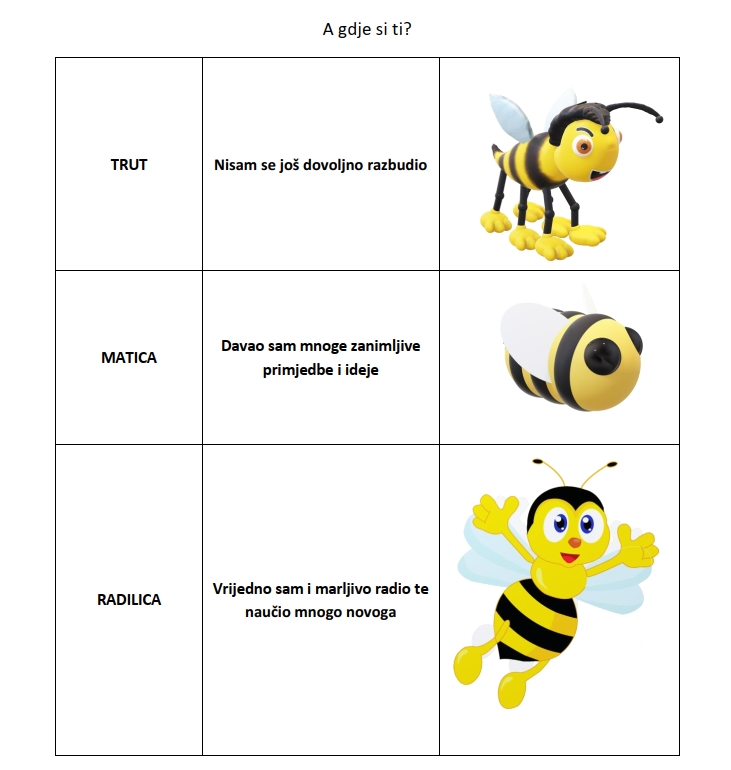 A gdje si ti?
TRUT
Nisam se još dovoljno razbudio
MATICA
Davao sam mnoge zanimljive
primjedbe i ideje
RADILICA
Vrijedno sam i marljivo radio te
naučio mnogo novoga